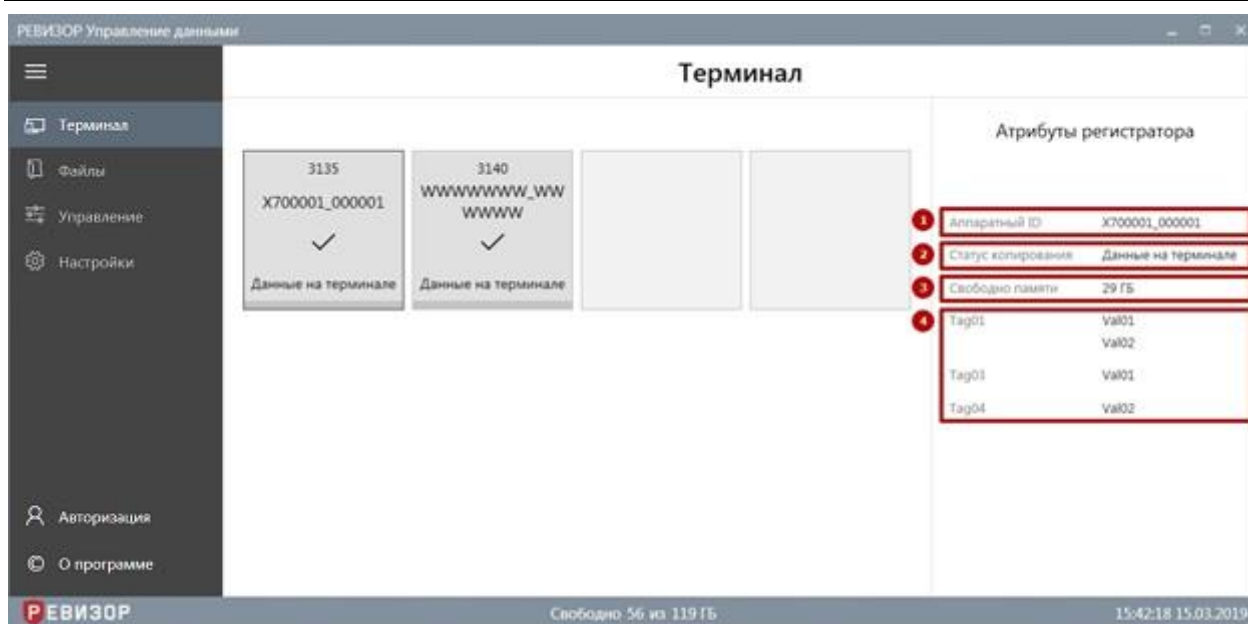 РЕВИЗОР Управление данными
Терминал
Терминал
Файлы
Управление
Настройки
Авторизация
О программе
3135
X700001_000001
Данные на терминале
3140
WWWWWWW_WW
WWWW
Данные на терминале
Атрибуты регистратора
1 Аппаратный ID X700001_000001
2 Статус копирования Данные на терминале
3 Свободно памяти 29 ГБ
4 Tag01 Val01
Val02
Tag03 Val01
Tag04 Val02
РЕВИЗОР
Свободно 56 из 119 ГБ
15:42:18 15.03.2019